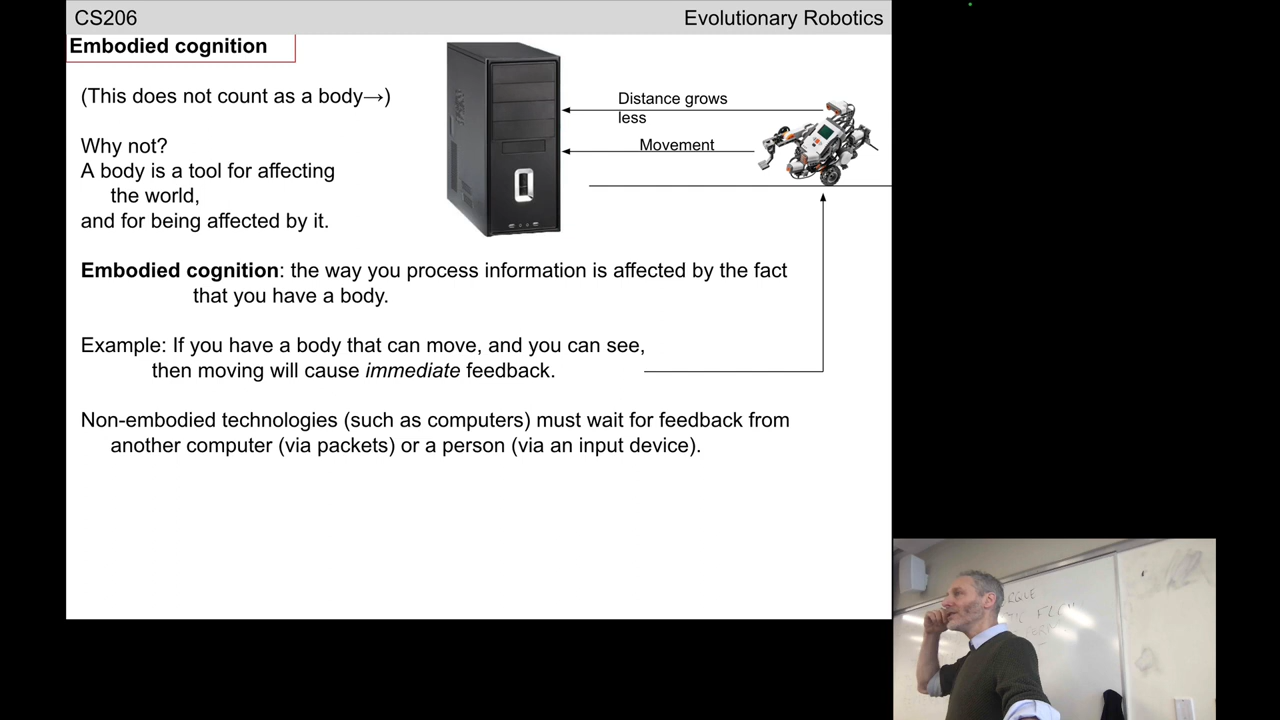 CS206
Evolutionary Robotics
Embodied cognition
(This does not count as a body→)
Why not?
A body is a tool for affecting
the world,
and for being affected by it.
Distance grows
less
Movement
Embodied cognition: the way you process information is affected by the fact
that you have a body.
Example: If you have a body that can move, and you can see,
then moving will cause immediate feedback.
Non-embodied technologies (such as computers) must wait for feedback from
another computer (via packets) or a person (via an input device).